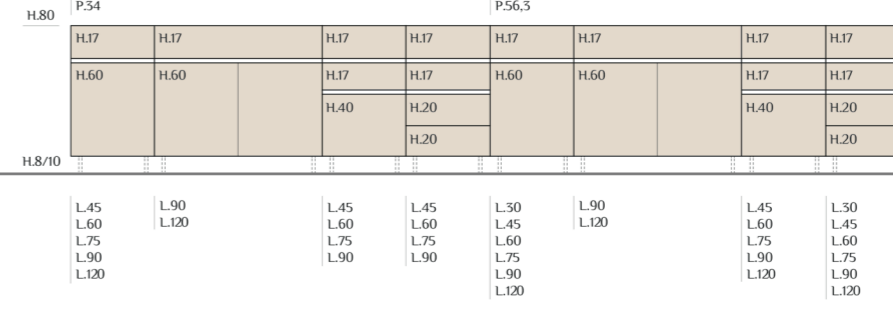 P.34 P.56,3
H.80
H.17 H.17 H.17 H.17 H.17 H.17 H.17 H.17
H.60 H.60 H.17 H.17 H.60 H.60 H.17 H.17
H.40 H.20 H.40 H.20
H.20 H.20
H.8/10
L.45 L.90 L.45 L.45 L.30 L.90 L.45 L.30
L.60 L.120 L.60 L.60 L.45 L.120 L.60 L.45
L.75 L.75 L.75 L.60 L.75 L.60
L.90 L.90 L.90 L.75 L.90 L.75
L.120 L.90 L.120 L.90
L.120 L.120